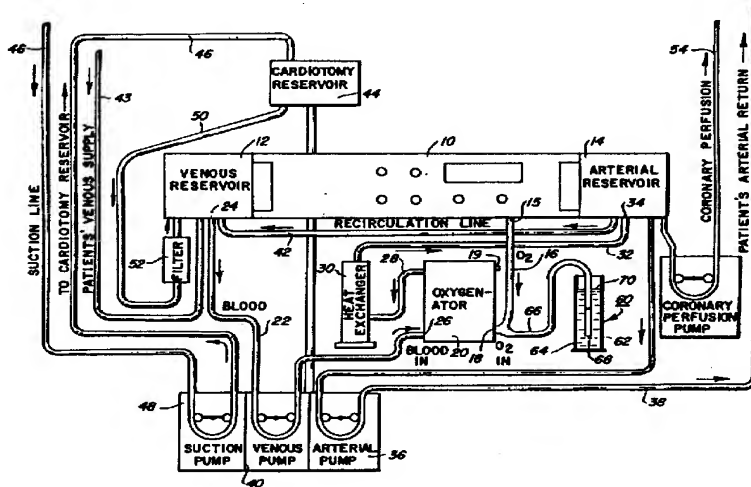 46
46
CARDIOTOMY
RESERVOIR
44
54
43
50
12
10
14
VENOUS
RESERVOIR
ARTERIAL
RESERVOIR
24
15
34
RECIRCULATION LINE
42
32
SUCTION LINE
TO CARDIOTOMY RESERVOIR
PATIENTS' VENOUS SUPPLY
CORONARY PERFUSION
PATIENT'S ARTERIAL RETURN
52
FILTER
30
HEAT
EXCHANGER
28
19
O2
16
OXYGEN-
ATOR
70
60
66
62
64
68
CORONARY
PERFUSION
PUMP
BLOOD
22
26
20
18
BLOOD
IN
O2
IN
38
48
SUCTION
PUMP
VENOUS
PUMP
ARTERIAL
PUMP
36
40